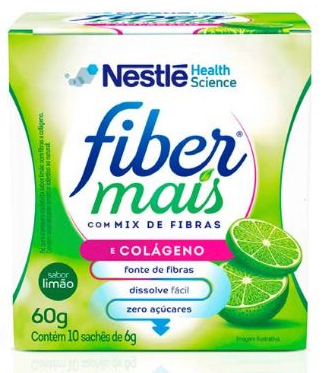 Nestlé Health
Science
fiber®
mais
COM MIX DE FIBRAS
E COLÁGENO
fonte de fibras
dissolve fácil
zero açúcares
sabor
limão
60g
Contém 10 sachês de 6g
Imagem Ilustrativa